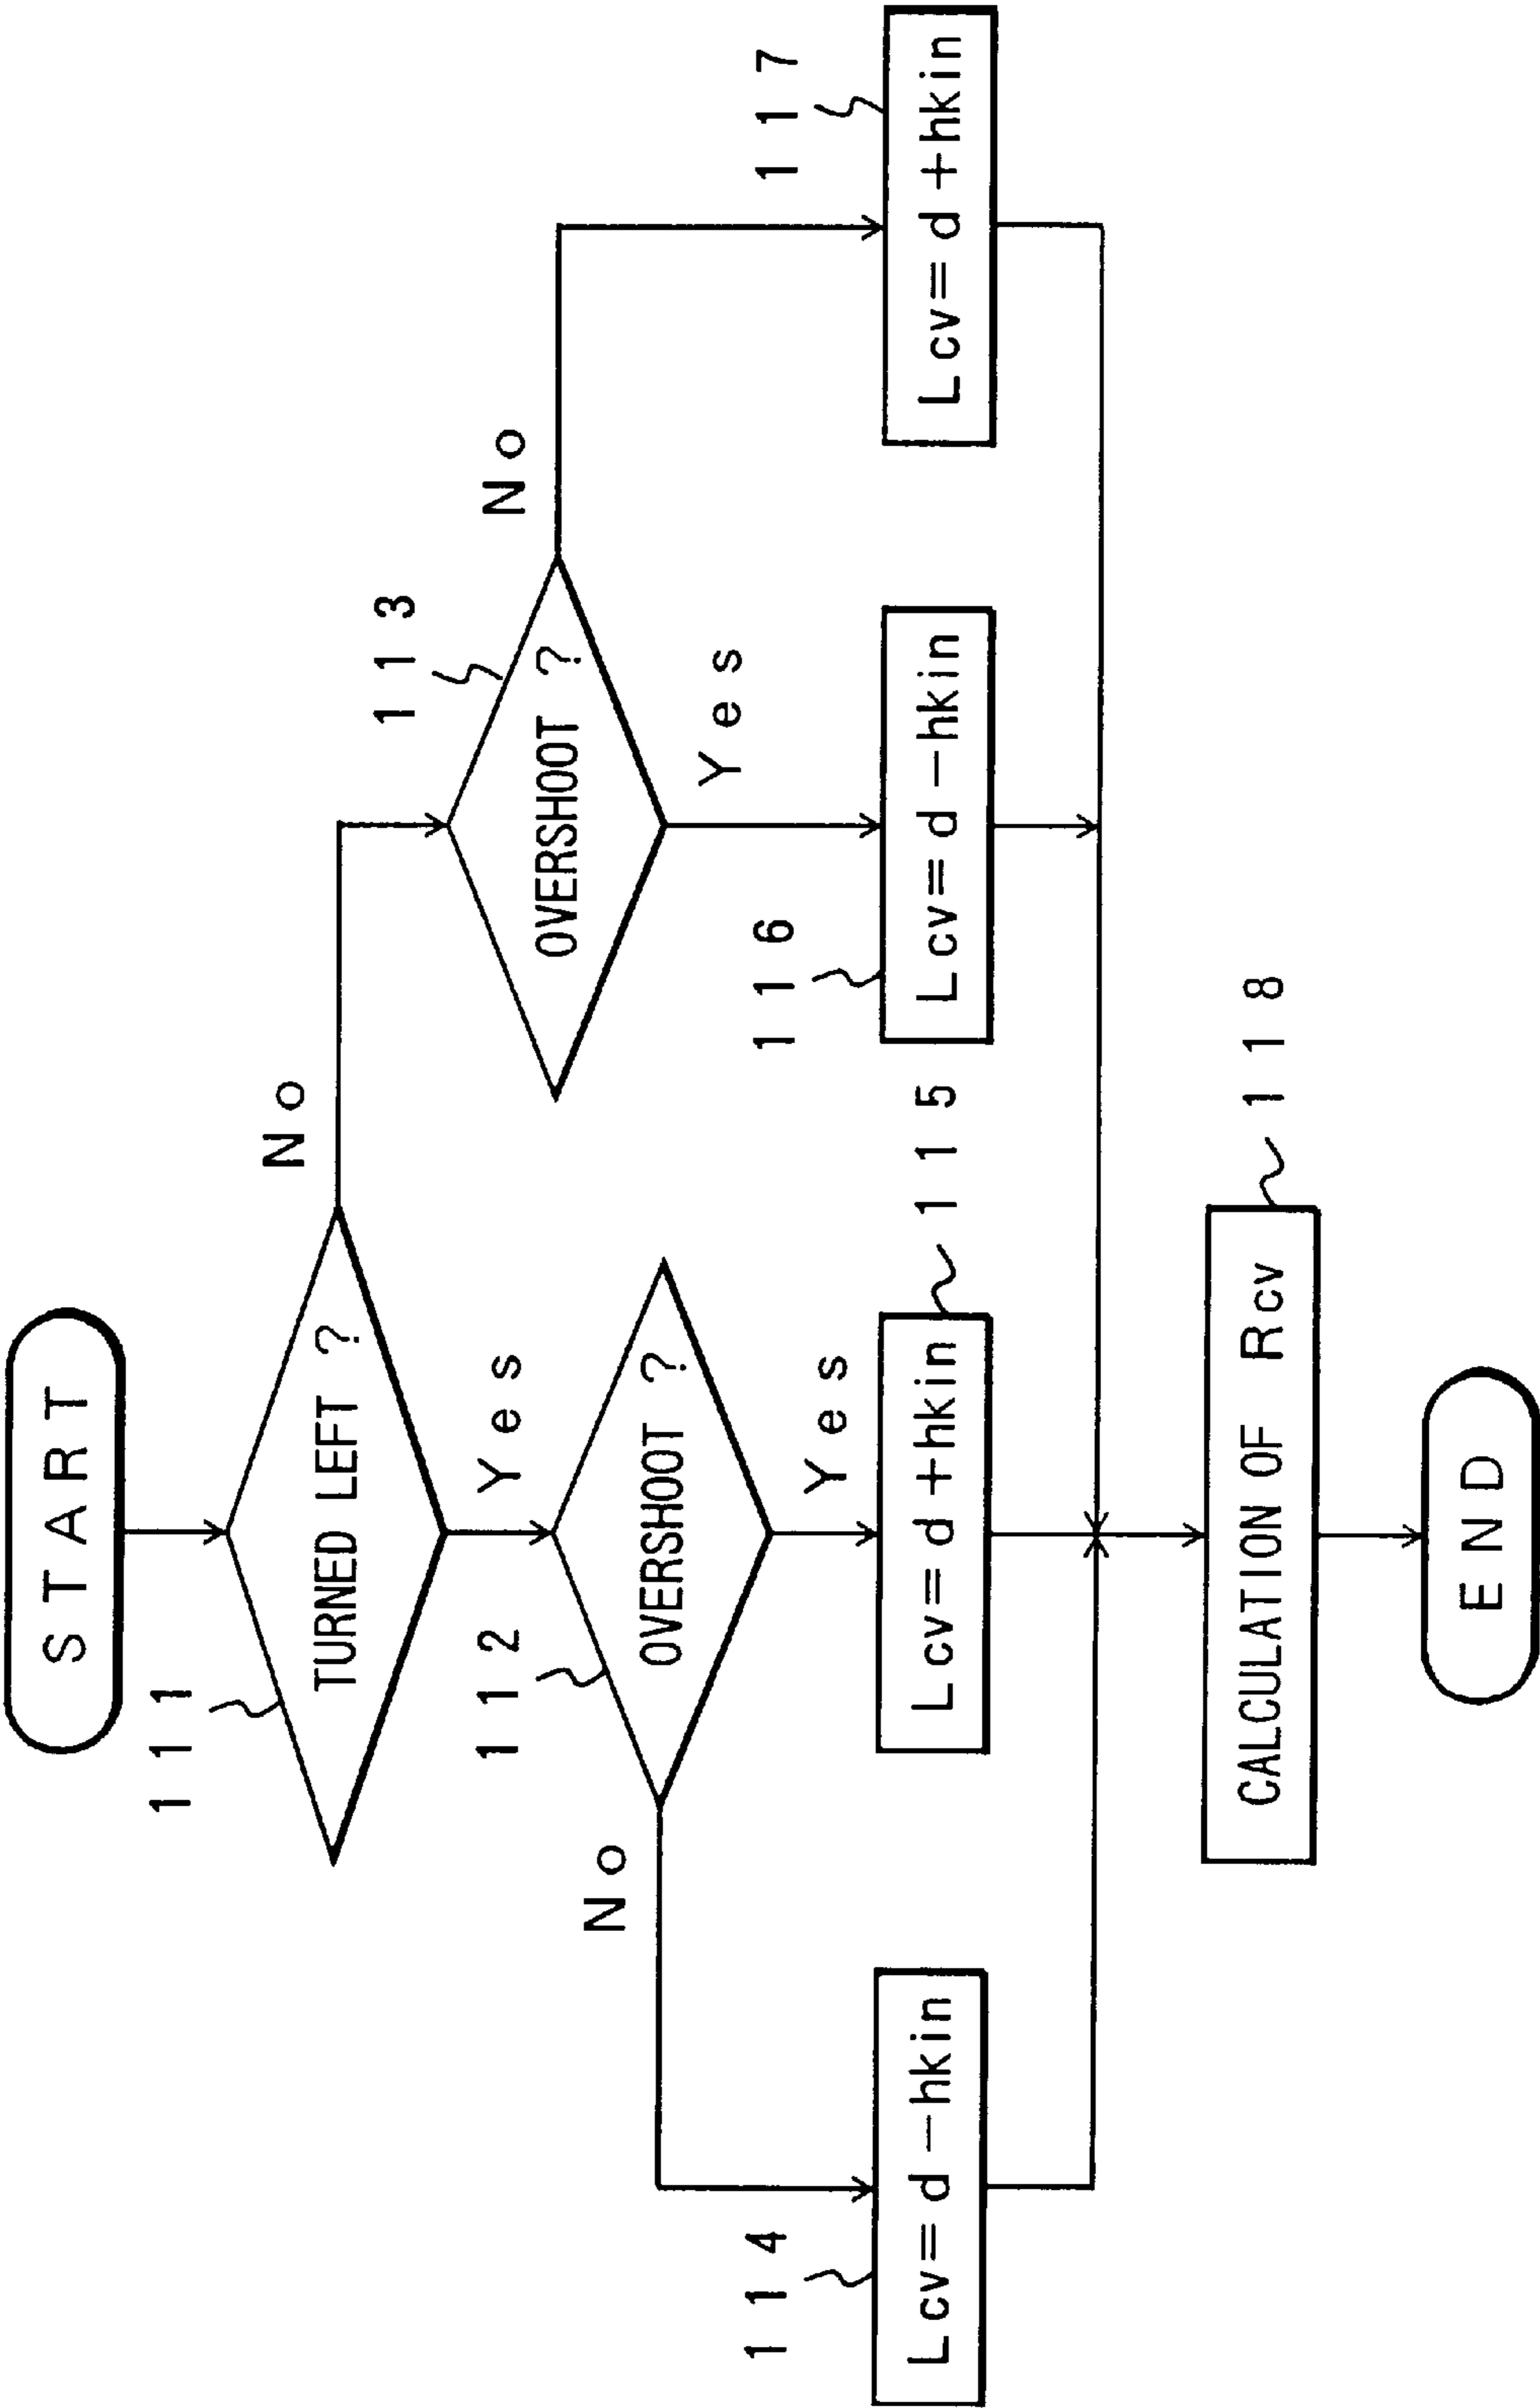 START
111
TURNED LEFT ?
No
Yes
112
OVERSHOOT ?
No
Yes
113
OVERSHOOT ?
No
Yes
114
Lcv=d-hkin
115
Lcv=d+hkin
116
Lcv=d-hkin
117
Lcv=d+hkin
118
CALCULATION OF Rcv
END